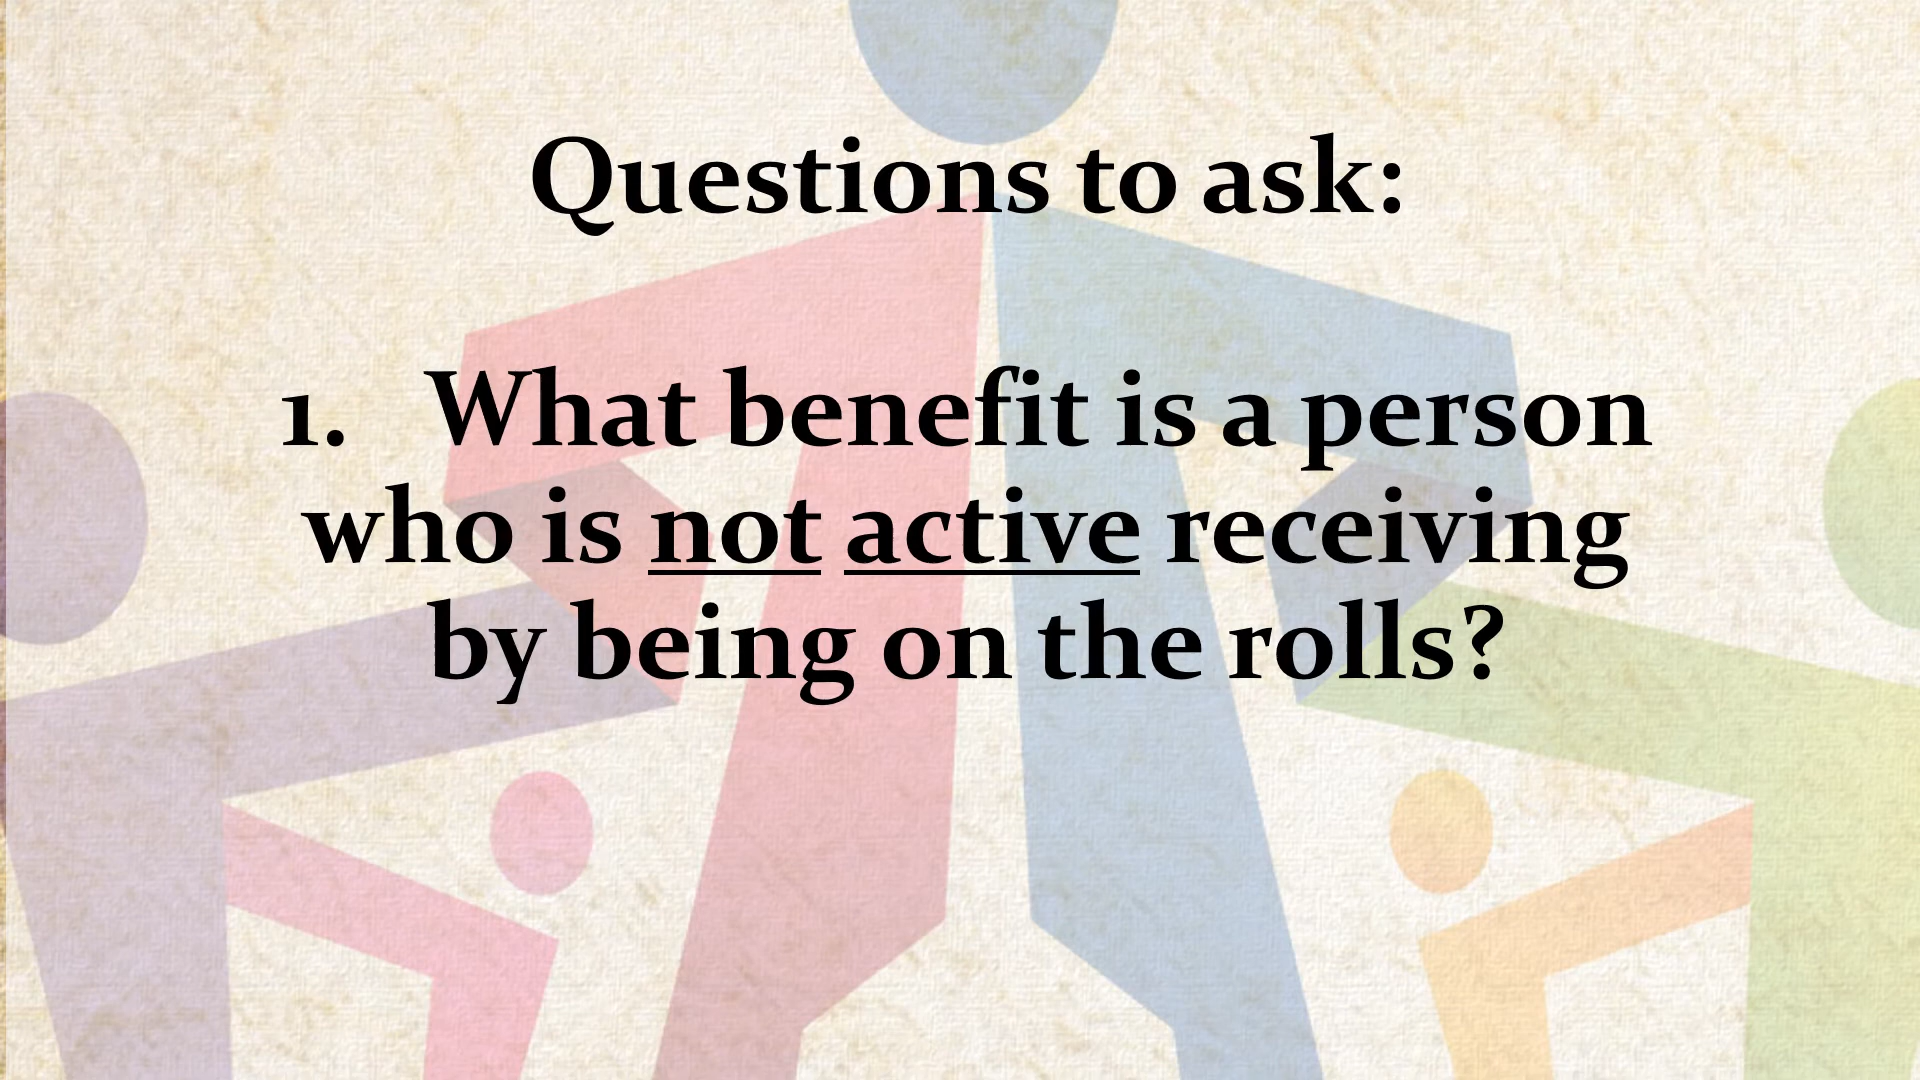 Questions to ask:
1. What benefit is a person
who is not active receiving
by being on the rolls?